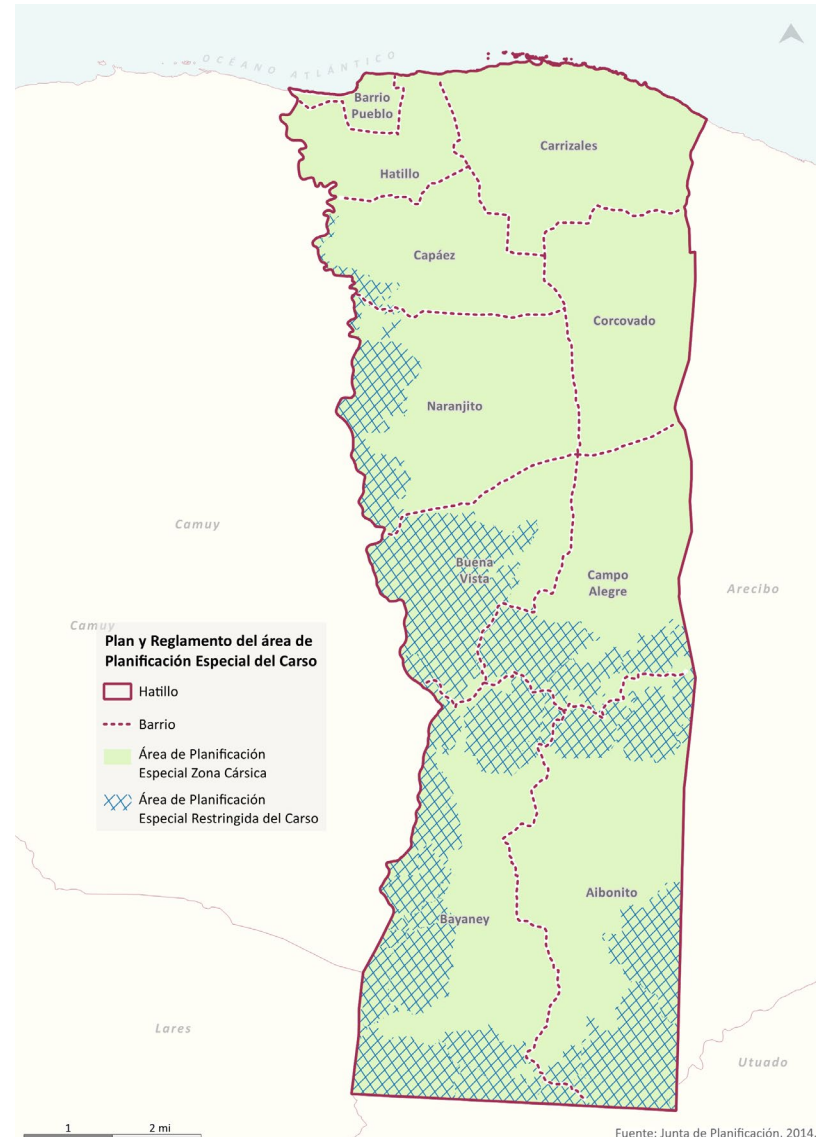 OCEANO ATLÁNTICO
Barrio
Pueblo
Carrizales
Hatillo
Capáez
Corcovado
Naranjito
Camuy
Buena
Vista
Campo
Alegre
Arecibo
Camuy
Plan y Reglamento del área de
Planificación Especial del Carso
Hatillo
Barrio
Área de Planificación
Especial Zona Cársica
Área de Planificación
Especial Restringida del Carso
Aibonito
Bayaney
Lares
Utuado
1 2 mi
Fuente: Junta de Planificación, 2014.